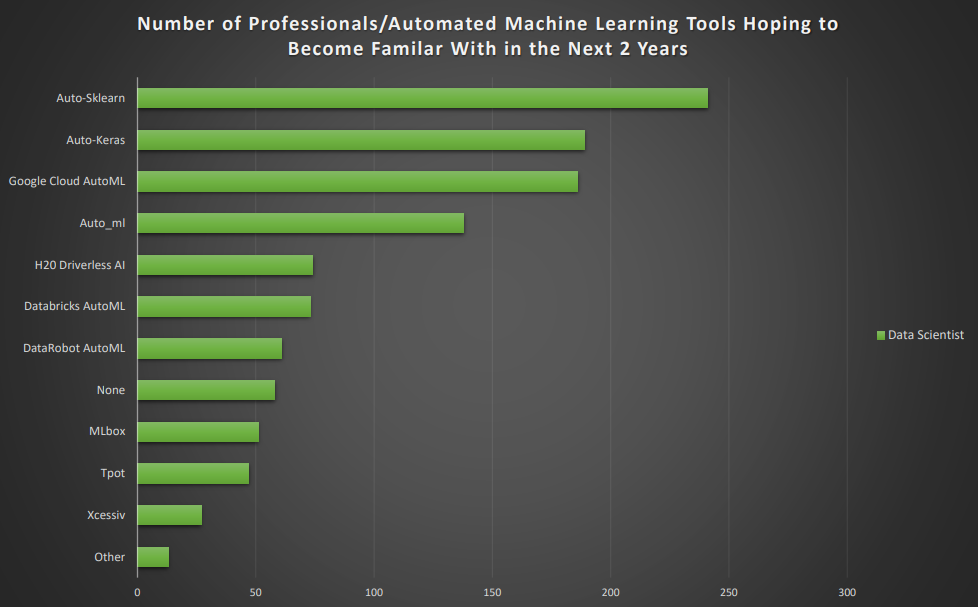 Number of Professionals/Automated Machine Learning Tools Hoping to
Become Familar With in the Next 2 Years
Auto-Sklearn
Auto-Keras
Google Cloud AutoML
Auto_ml
H20 Driverless AI
Databricks AutoML
DataRobot AutoML
None
MLbox
Tpot
Xcessiv
Other
0 50 100 150 200 250 300
Data Scientist